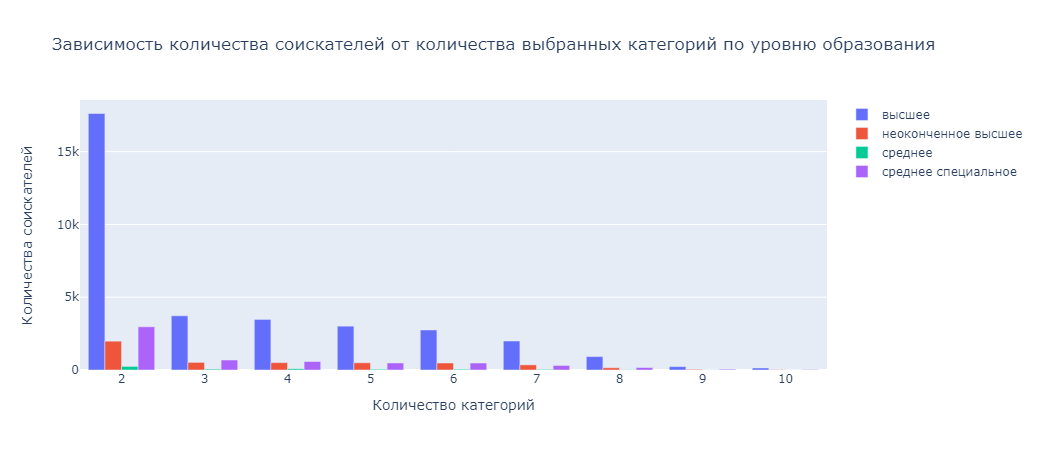 Зависимость количества соискателей от количества выбранных категорий по уровню образования
высшее
неоконченное высшее
среднее
среднее специальное
Количества соискателей
15k
10k
5k
0
2 3 4 5 6 7 8 9 10
Количество категорий